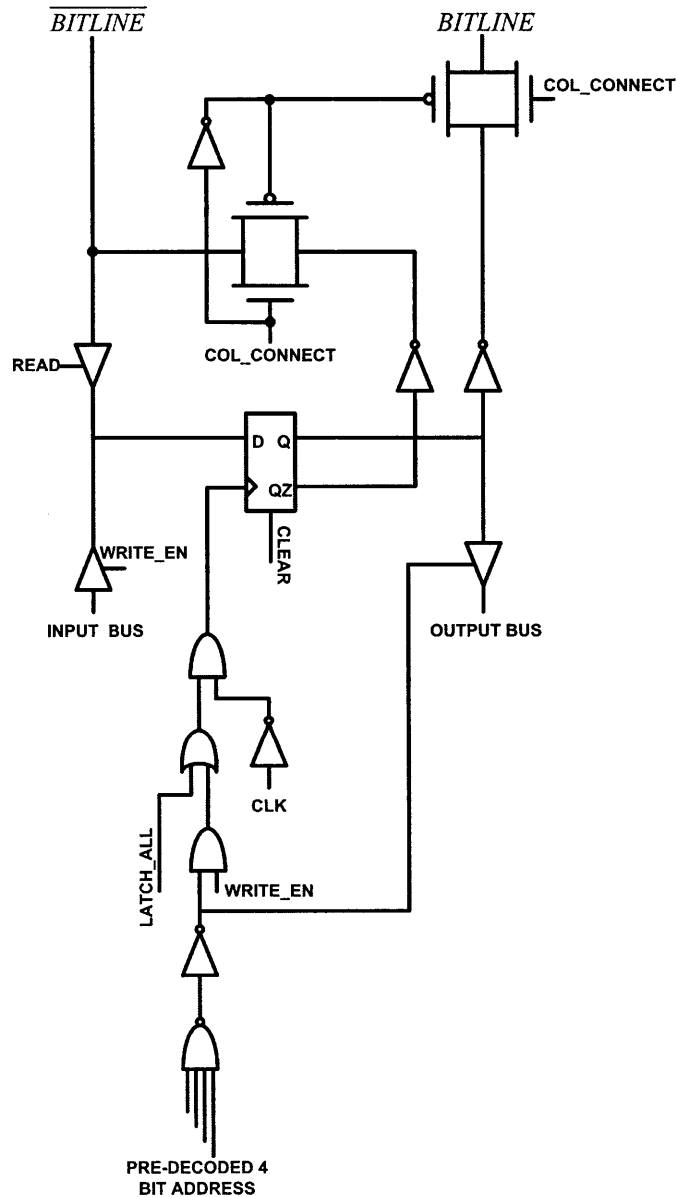 BITLINE
BITLINE
COL_CONNECT
COL_CONNECT
READ
D Q
QZ
CLEAR
WRITE_EN
INPUT BUS
OUTPUT BUS
CLK
LATCH_ALL
WRITE_EN
PRE-DECODED 4
BIT ADDRESS